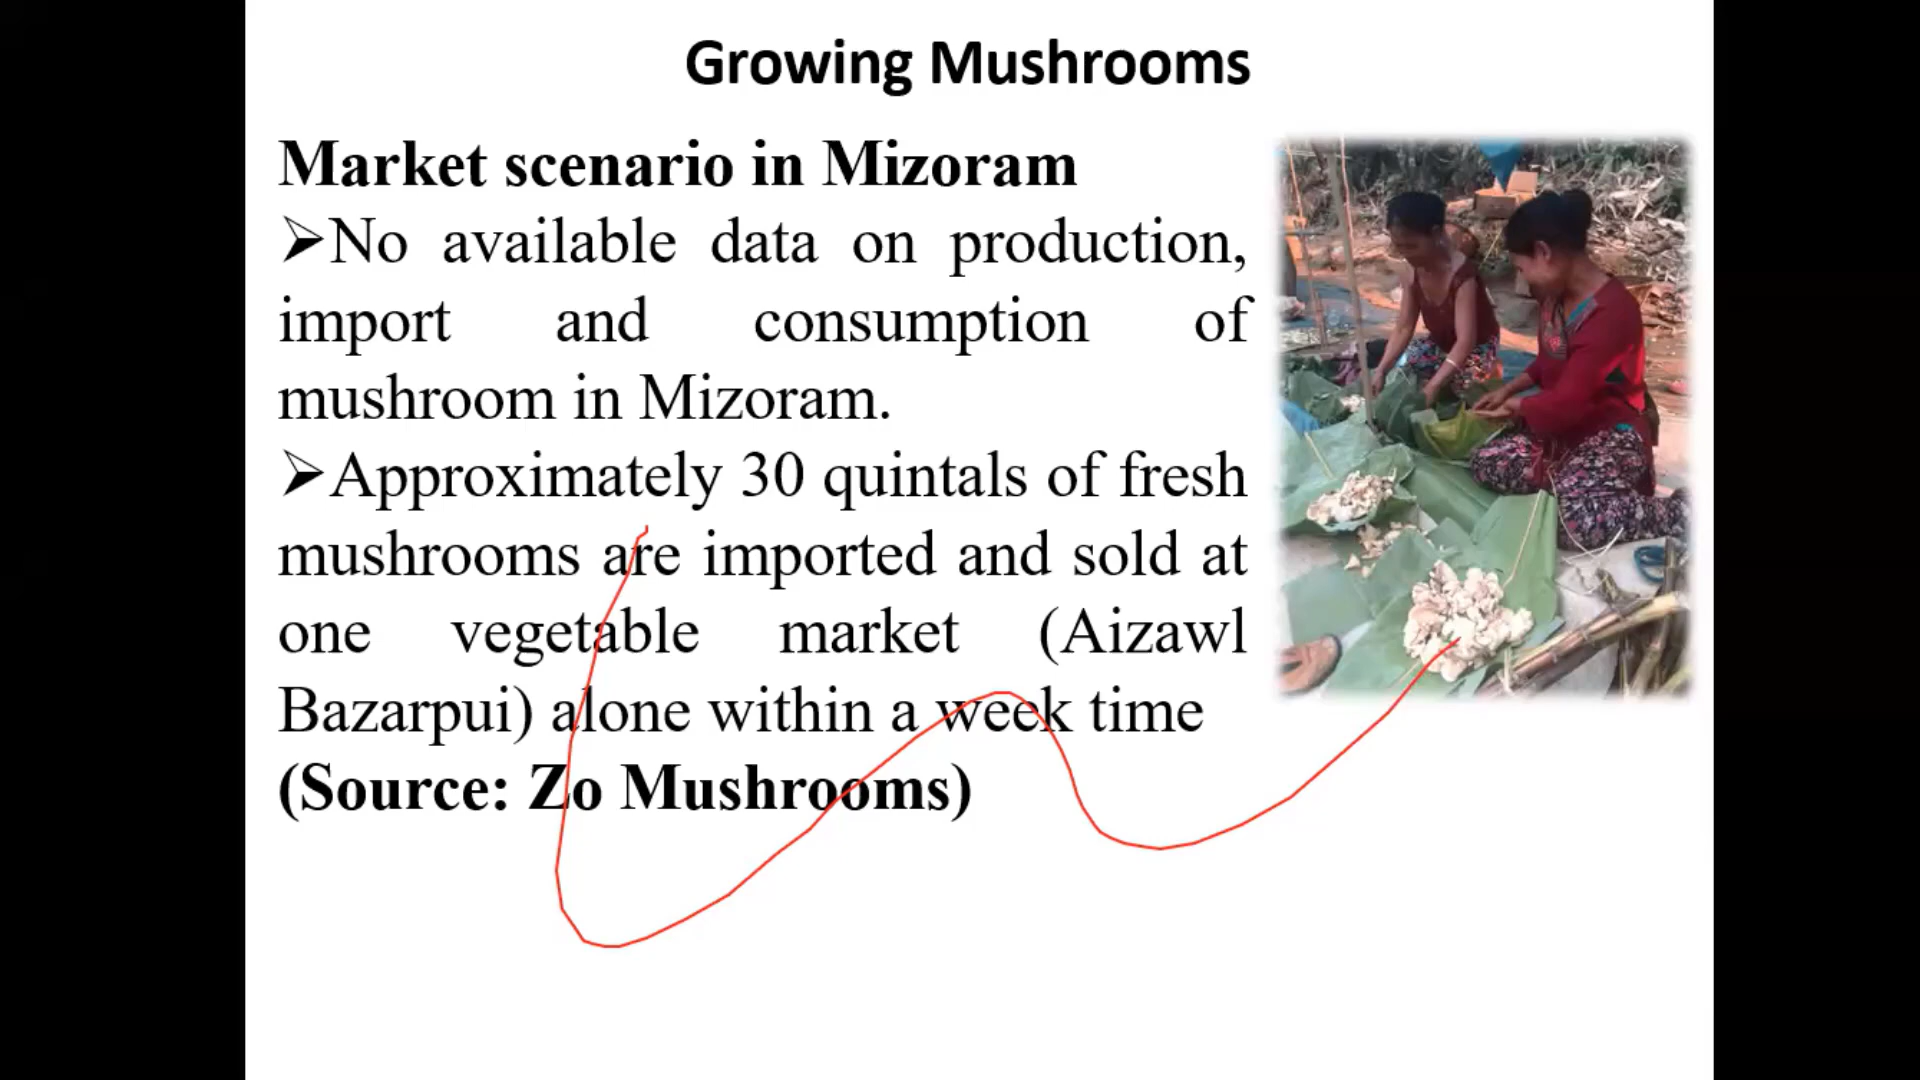 Growing Mushrooms
Market scenario in Mizoram
➢No available data on production,
import and consumption of
mushroom in Mizoram.
➢Approximately 30 quintals of fresh
mushrooms are imported and sold at
one vegetable market (Aizawl
Bazarpui) alone within a week time
(Source: Zo Mushrooms)